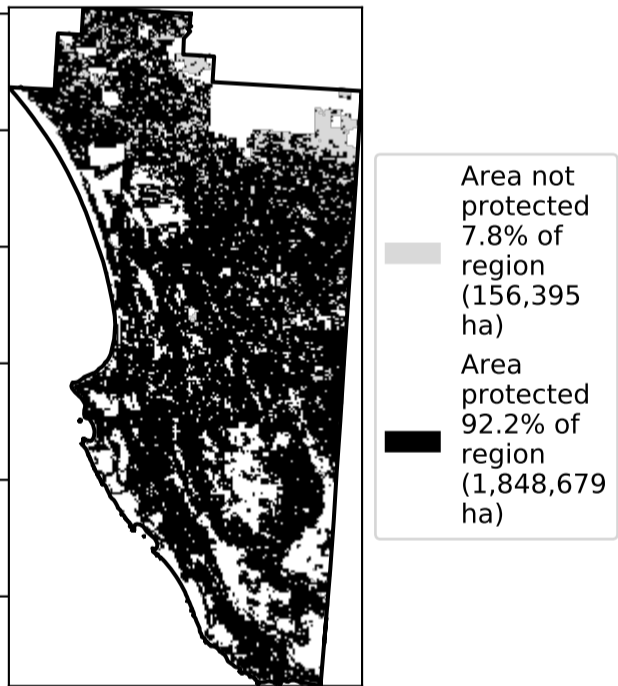 Area not
protected
7.8% of
region
(156,395
ha)
Area
protected
92.2% of
region
(1,848,679
ha)